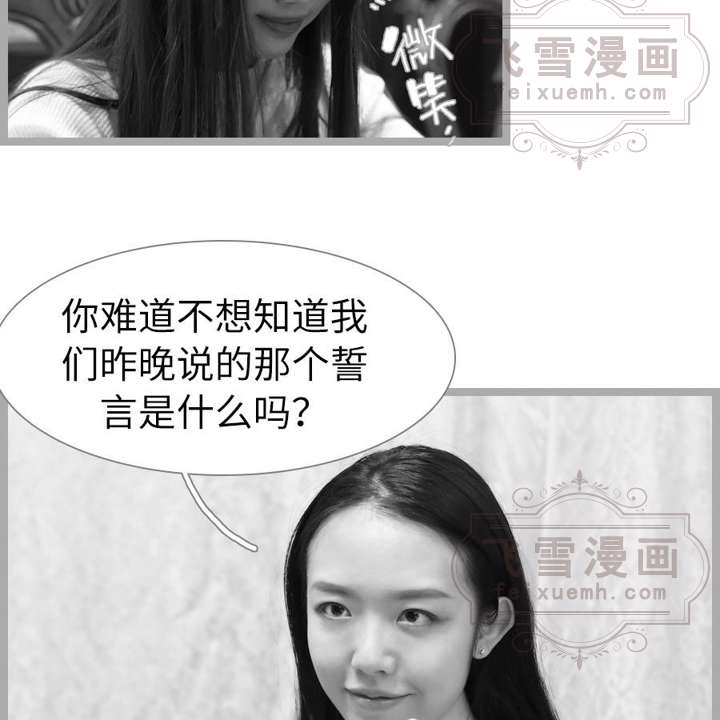 微笑
飞雪漫画
feixuemh.com
你难道不想知道我
们昨晚说的那个誓
言是什么吗？
飞雪漫画
feixuemh.com